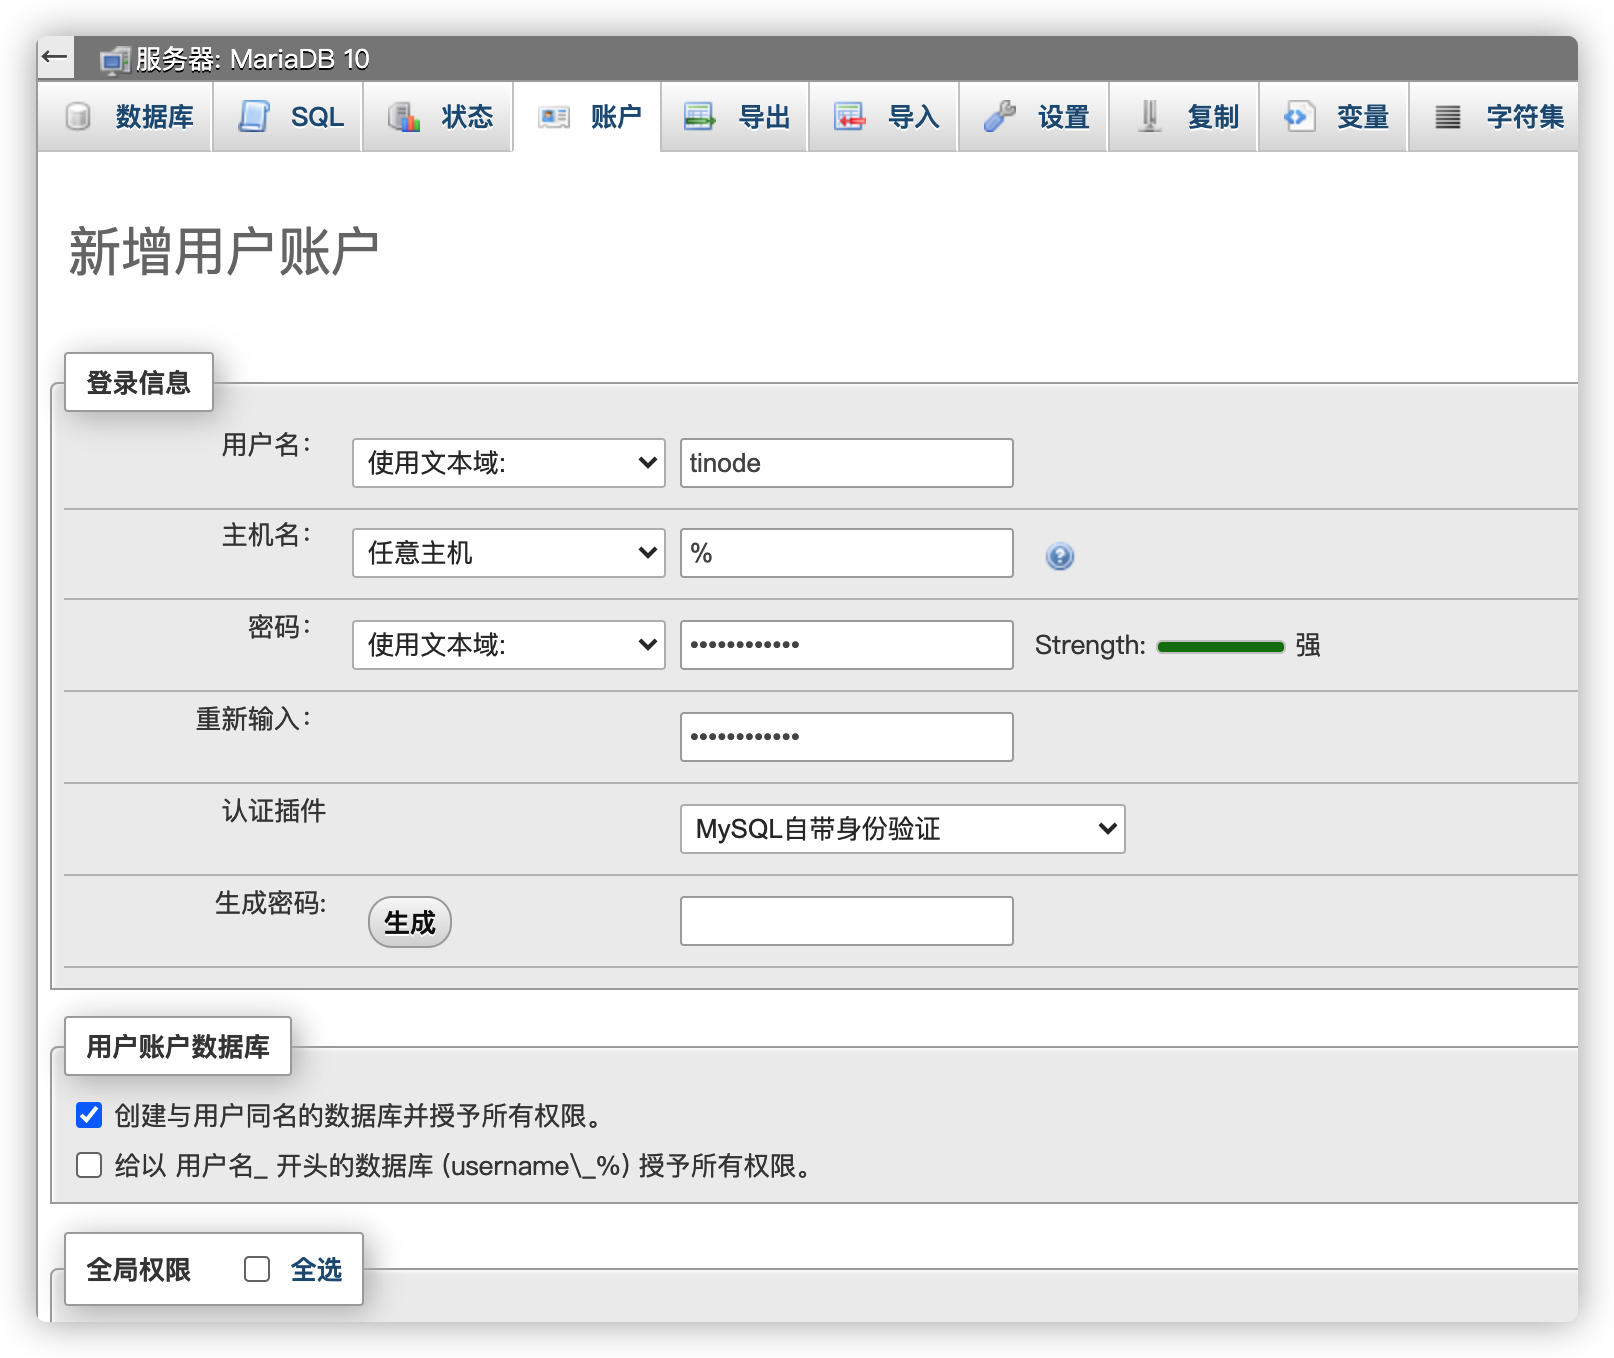 服务器: MariaDB 10
数据库 SQL 状态 账户 导出 导入 设置 复制 变量 字符集
新增用户账户
登录信息
用户名： 使用文本域: tinode
主机名： 任意主机 %
密码： 使用文本域: •••••••••••• Strength: 强
重新输入： ••••••••••••
认证插件 MySQL自带身份验证
生成密码: 生成
用户账户数据库
创建与用户同名的数据库并授予所有权限。
给以 用户名_ 开头的数据库 (username\_%) 授予所有权限。
全局权限 全选